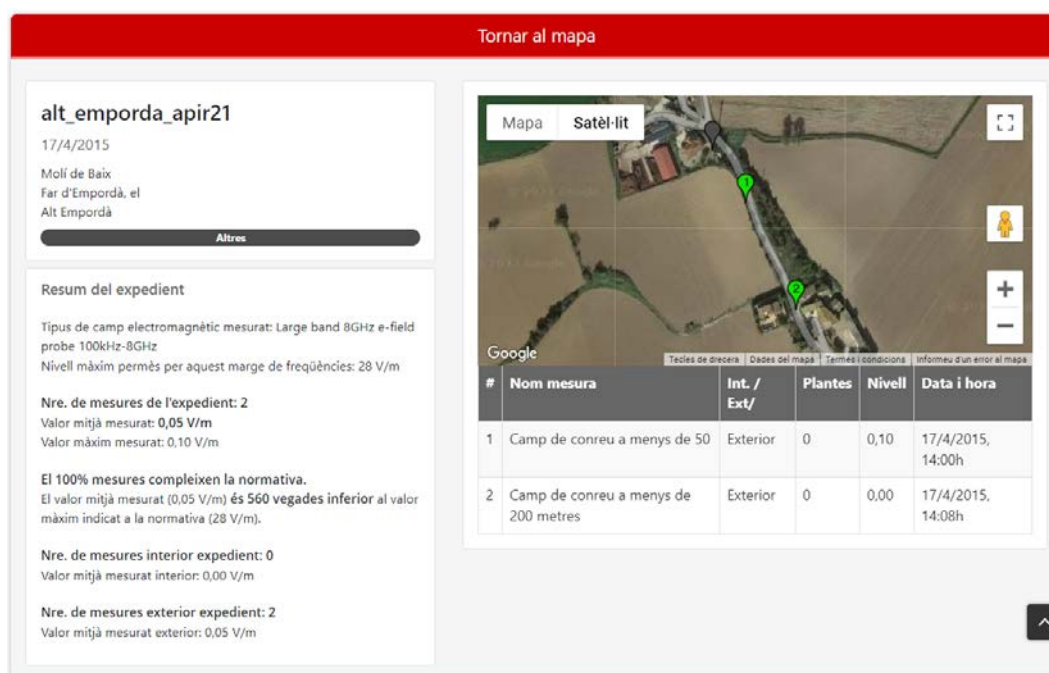 Tornar al mapa
alt_emporda_apir21
17/4/2015
Molí de Baix
Far d'Empordà, el
Alt Empordà
Altres
Resum del expedient
Tipus de camp electromagnètic mesurat: Large band 8GHz e-field
probe 100kHz-8GHz
Nivell màxim permès per aquest marge de freqüències: 28 V/m
Nre. de mesures de l'expedient: 2
Valor mitjà mesurat: 0,05 V/m
Valor màxim mesurat: 0,10 V/m
El 100% mesures compleixen la normativa.
El valor mitjà mesurat (0,05 V/m) és 560 vegades inferior al valor
màxim indicat a la normativa (28 V/m).
Nre. de mesures interior expedient: 0
Valor mitjà mesurat interior: 0,00 V/m
Nre. de mesures exterior expedient: 2
Valor mitjà mesurat exterior: 0,05 V/m
Mapa Satèl·lit
1
2
Google
Tecles de drecera Dades del mapa Termes i condicions Informeu d'un error al mapa
# Nom mesura Int. / Ext/ Plantes Nivell Data i hora
1 Camp de conreu a menys de 50 Exterior 0 0,10 17/4/2015,
14:00h
2 Camp de conreu a menys de Exterior 0 0,00 17/4/2015,
200 metres 14:08h